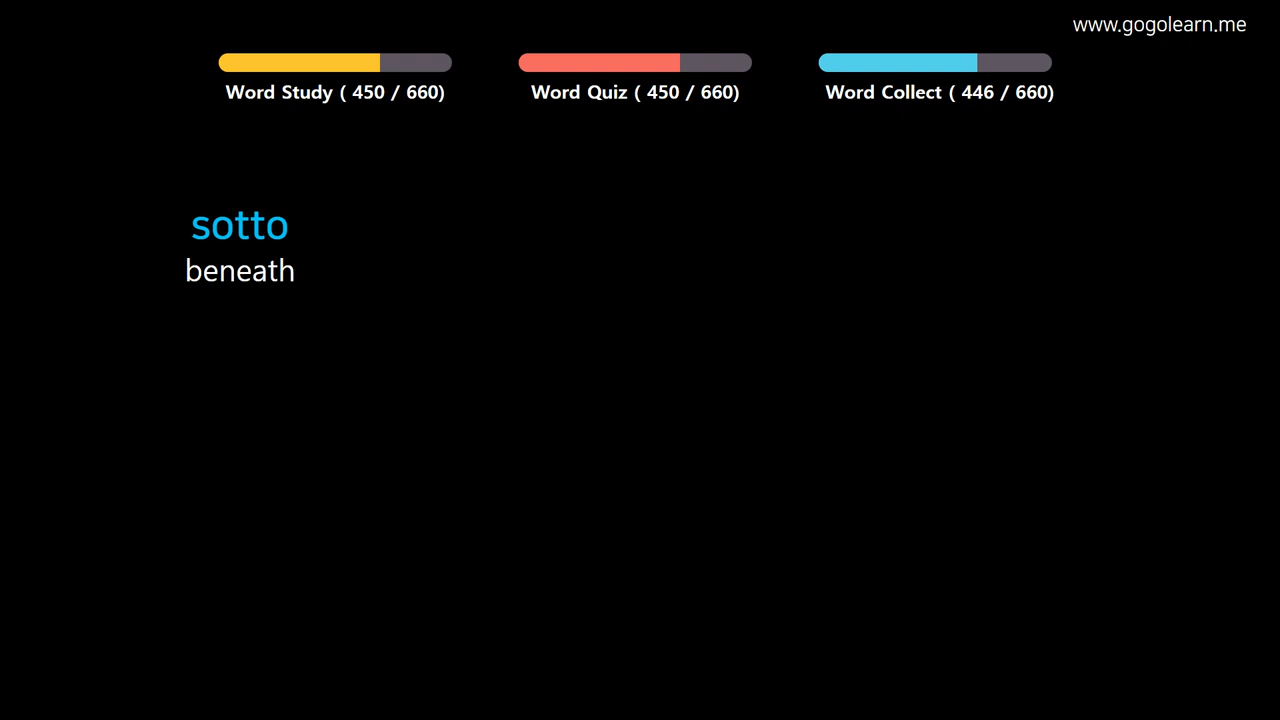 www.gogolearn.me
Word Study ( 450 / 660)
Word Quiz ( 450 / 660)
Word Collect ( 446 / 660)
sotto
beneath